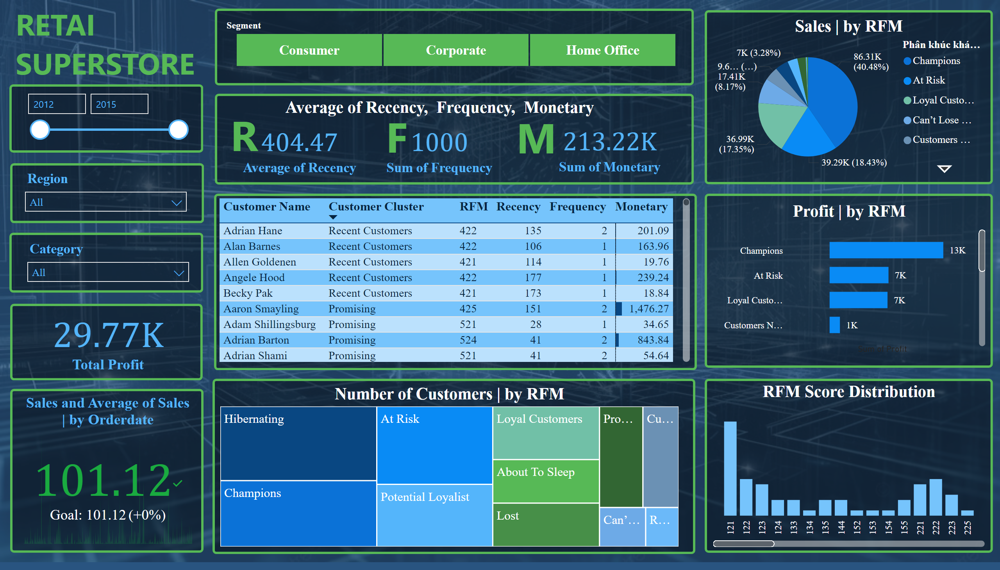 RETAI
SUPERSTORE
2012
2015
Region
All
Category
All
29.77K
Total Profit
Sales and Average of Sales
| by Orderdate
101.12
Goal: 101.12 (+0%)
Segment
Consumer
Corporate
Home Office
Average of Recency, Frequency, Monetary
R 404.47
Average of Recency
F 1000
Sum of Frequency
M 213.22K
Sum of Monetary
Customer Name Customer Cluster RFM Recency Frequency Monetary
Adrian Hane Recent Customers 422 135 2 201.09
Alan Barnes Recent Customers 422 106 1 163.96
Allen Goldenen Recent Customers 421 114 1 19.76
Angele Hood Recent Customers 422 177 1 239.24
Becky Pak Recent Customers 421 173 1 18.84
Aaron Smayling Promising 425 151 2 1,476.27
Adam Shillingsburg Promising 521 28 1 34.65
Adrian Barton Promising 524 41 2 843.84
Adrian Shami Promising 521 41 2 54.64
Number of Customers | by RFM
Hibernating
Champions
At Risk
Potential Loyalist
Loyal Customers
About To Sleep
Lost
Pro…
Cu…
Can’…
R…
Sales | by RFM
7K (3.28%)
9.6… (…)
17.41K
(8.17%)
36.99K
(17.35%)
86.31K
(40.48%)
39.29K (18.43%)
Phân khúc khá…
Champions
At Risk
Loyal Custo…
Can’t Lose …
Customers …
Profit | by RFM
Champions 13K
At Risk 7K
Loyal Custo… 7K
Customers N… 1K
Sum of Profit
RFM Score Distribution
121
122
123
124
133
134
135
144
152
153
154
155
221
222
223
225